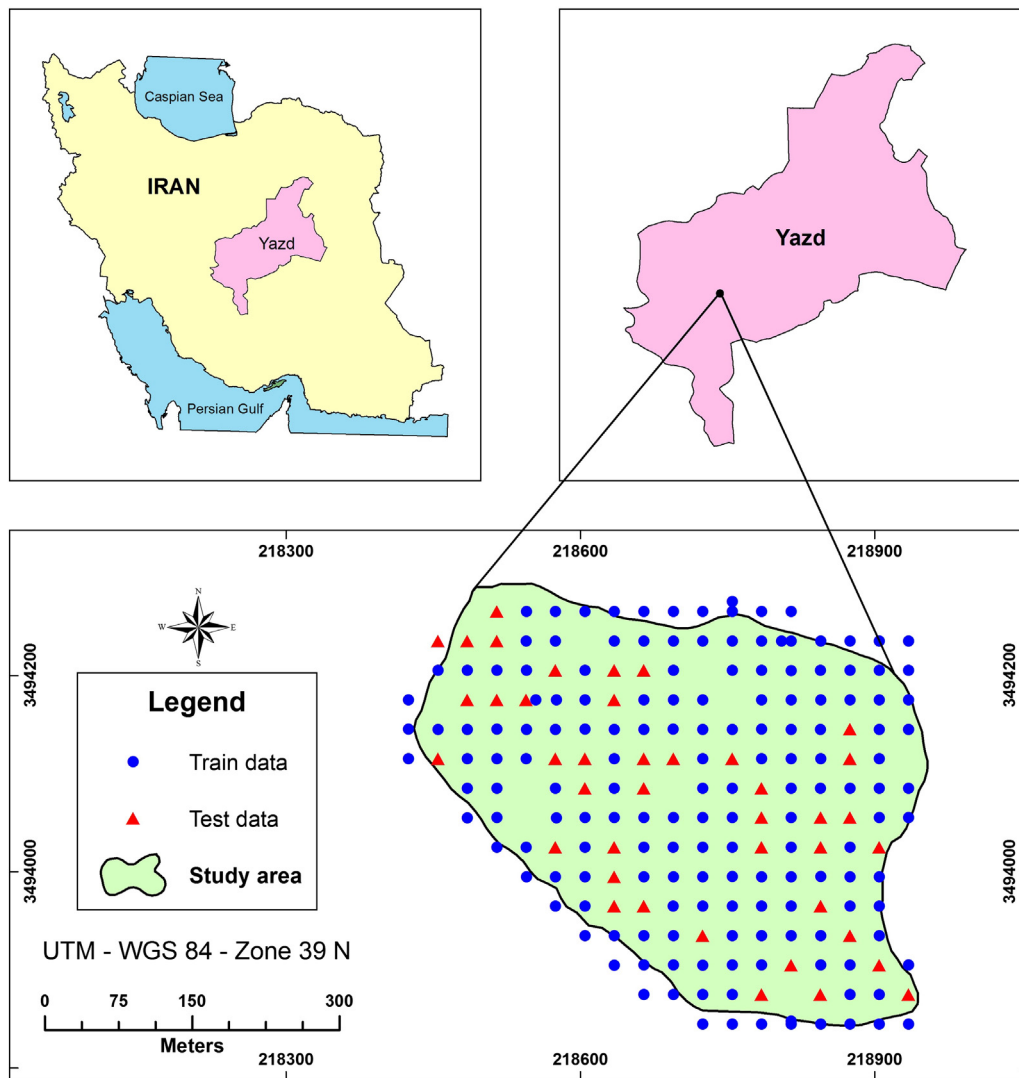 Caspian Sea
IRAN
Yazd
Persian Gulf
Yazd
218300
218600
218900
3494200
3494000
N
W
E
S
Legend
Train data
Test data
Study area
UTM - WGS 84 - Zone 39 N
0
75
150
300
Meters
3494200
3494000
218300
218600
218900